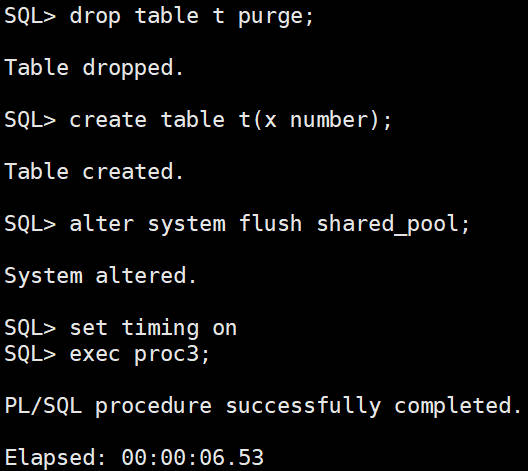 SQL> drop table t purge;
Table dropped.
SQL> create table t(x number);
Table created.
SQL> alter system flush shared_pool;
System altered.
SQL> set timing on
SQL> exec proc3;
PL/SQL procedure successfully completed.
Elapsed: 00:00:06.53